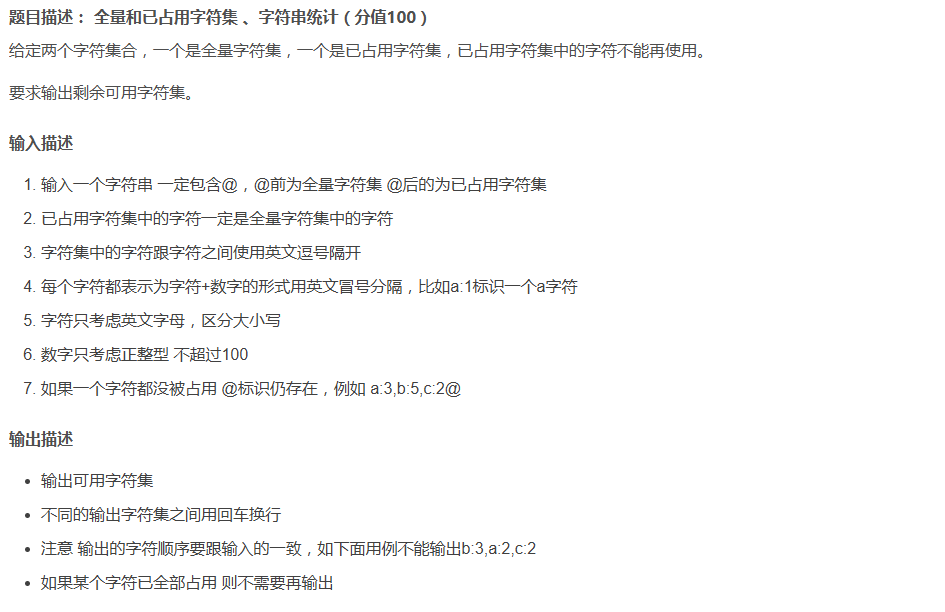 题目描述： 全量和已占用字符集 、字符串统计（分值100）
给定两个字符集合，一个是全量字符集，一个是已占用字符集，已占用字符集中的字符不能再使用。
要求输出剩余可用字符集。
输入描述
1. 输入一个字符串 一定包含@，@前为全量字符集 @后的为已占用字符集
2. 已占用字符集中的字符一定是全量字符集中的字符
3. 字符集中的字符跟字符之间使用英文逗号隔开
4. 每个字符都表示为字符+数字的形式用英文冒号分隔，比如a:1标识一个a字符
5. 字符只考虑英文字母，区分大小写
6. 数字只考虑正整型 不超过100
7. 如果一个字符都没被占用 @标识仍存在，例如 a:3,b:5,c:2@
输出描述
• 输出可用字符集
• 不同的输出字符集之间用回车换行
• 注意 输出的字符顺序要跟输入的一致，如下面用例不能输出b:3,a:2,c:2
• 如果某个字符已全部占用 则不需要再输出